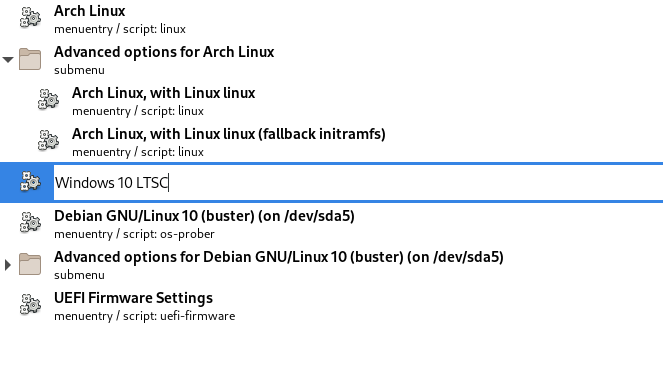 Arch Linux
menuentry / script: linux
Advanced options for Arch Linux
submenu
Arch Linux, with Linux linux
menuentry / script: linux
Arch Linux, with Linux linux (fallback initramfs)
menuentry / script: linux
Windows 10 LTSC
Debian GNU/Linux 10 (buster) (on /dev/sda5)
menuentry / script: os-prober
Advanced options for Debian GNU/Linux 10 (buster) (on /dev/sda5)
submenu
UEFI Firmware Settings
menuentry / script: uefi-firmware